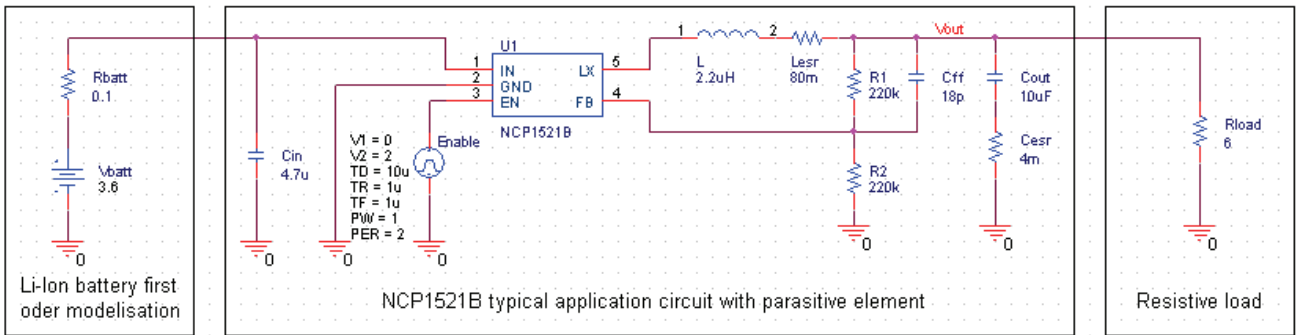 Rbatt
0.1
Vbatt
3.6
0
Li-Ion battery first
oder modelisation
Cin
4.7u
0
0
U1
1
2
3
IN
GND
EN
LX
FB
5
4
NCP1521B
Enable
V1 = 0
V2 = 2
TD = 10u
TR = 1u
TF = 1u
PW = 1
PER = 2
0
1
2
L
2.2uH
Lesr
80m
Vout
R1
220k
Cff
18p
Cout
10uF
R2
220k
Cesr
4m
0
0
NCP1521B typical application circuit with parasitic element
Rload
6
0
Resistive load